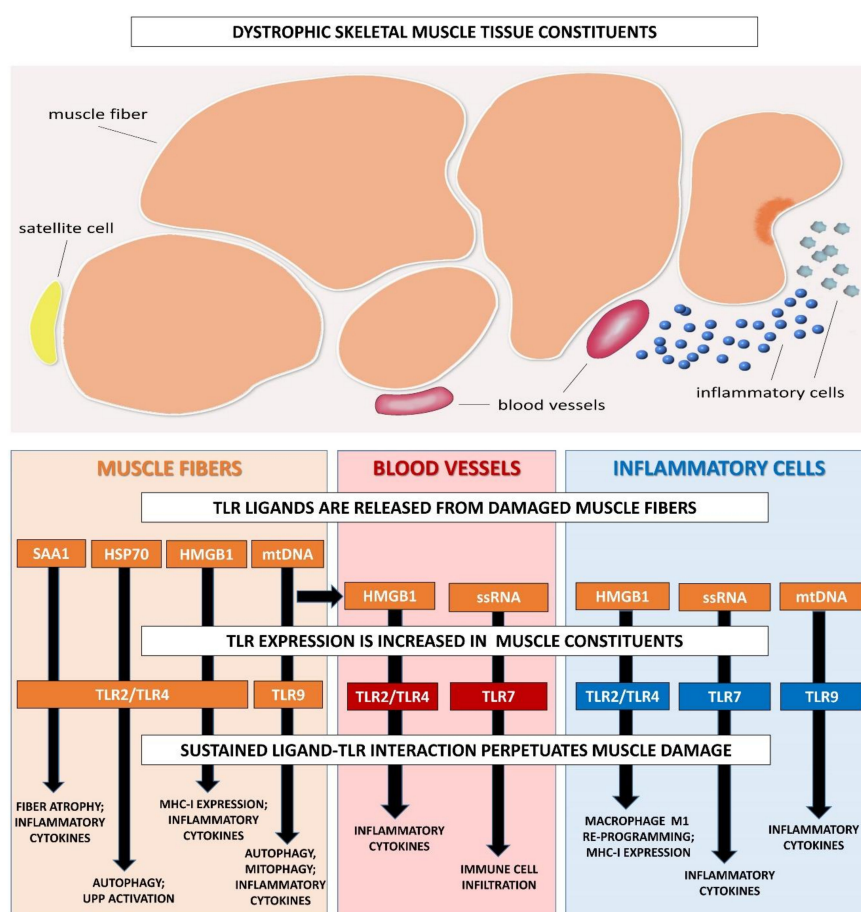 DYSTROPHIC SKELETAL MUSCLE TISSUE CONSTITUENTS
muscle fiber
satellite cell
blood vessels
inflammatory cells
MUSCLE FIBERS
BLOOD VESSELS
INFLAMMATORY CELLS
TLR LIGANDS ARE RELEASED FROM DAMAGED MUSCLE FIBERS
SAA1
HSP70
HMGB1
mtDNA
HMGB1
ssRNA
HMGB1
ssRNA
mtDNA
TLR EXPRESSION IS INCREASED IN MUSCLE CONSTITUENTS
TLR2/TLR4
TLR9
TLR2/TLR4
TLR7
TLR2/TLR4
TLR7
TLR9
SUSTAINED LIGAND-TLR INTERACTION PERPETUATES MUSCLE DAMAGE
FIBER ATROPHY;
INFLAMMATORY
CYTOKINES
AUTOPHAGY;
UPP ACTIVATION
MHC-I EXPRESSION;
INFLAMMATORY
CYTOKINES
AUTOPHAGY,
MITOPHAGY;
INFLAMMATORY
CYTOKINES
INFLAMMATORY
CYTOKINES
IMMUNE CELL
INFILTRATION
MACROPHAGE M1
RE-PROGRAMMING;
MHC-I EXPRESSION
INFLAMMATORY
CYTOKINES
INFLAMMATORY
CYTOKINES